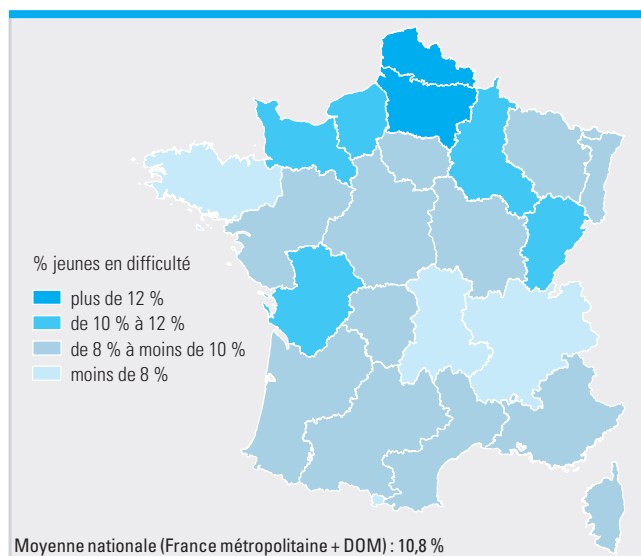 % jeunes en difficulté
plus de 12 %
de 10 % à 12 %
de 8 % à moins de 10 %
moins de 8 %
Moyenne nationale (France métropolitaine + DOM) : 10,8 %